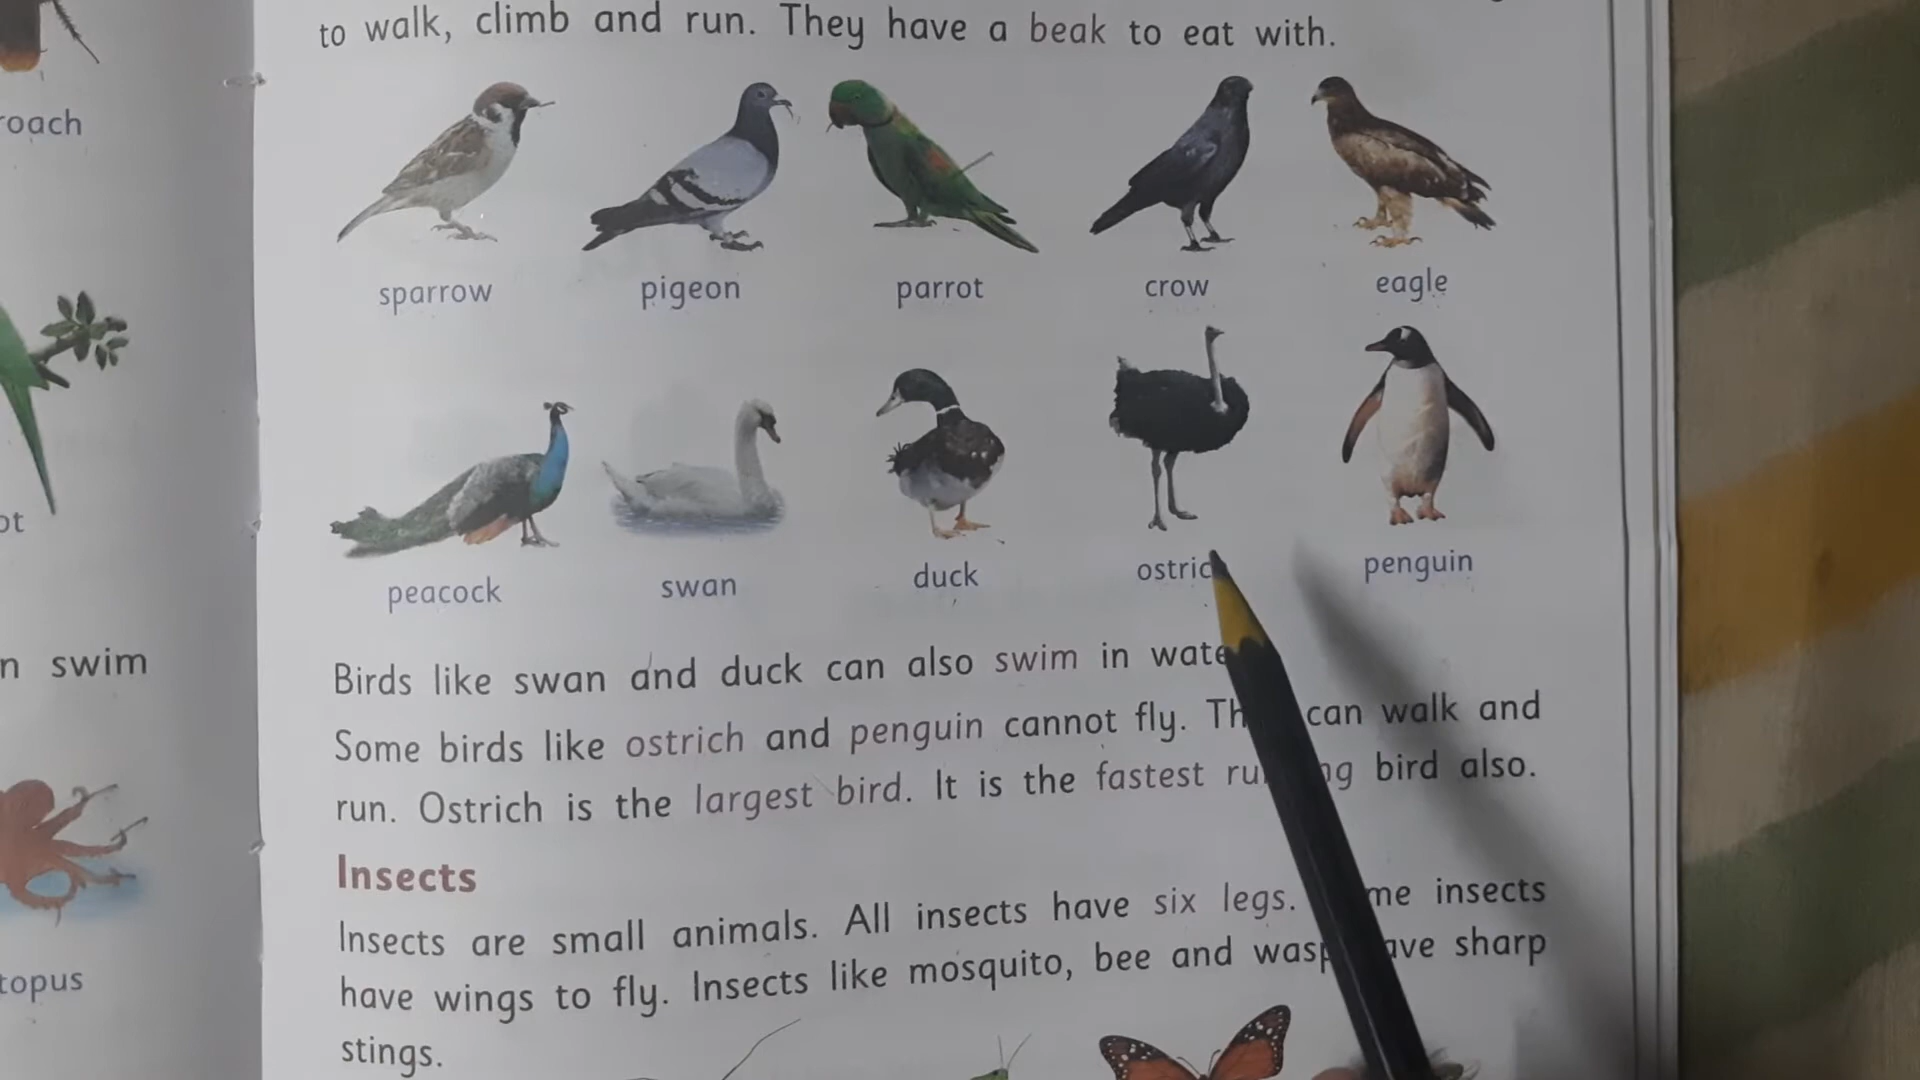 roach
ot
n swim
topus
to walk, climb and run. They have a beak to eat with.
sparrow pigeon parrot crow eagle
peacock swan duck ostric penguin
Birds like swan and duck can also swim in wate
Some birds like ostrich and penguin cannot fly. Th can walk and
run. Ostrich is the largest bird. It is the fastest ru ng bird also.
Insects
Insects are small animals. All insects have six legs. me insects
have wings to fly. Insects like mosquito, bee and wasp ave sharp
stings.